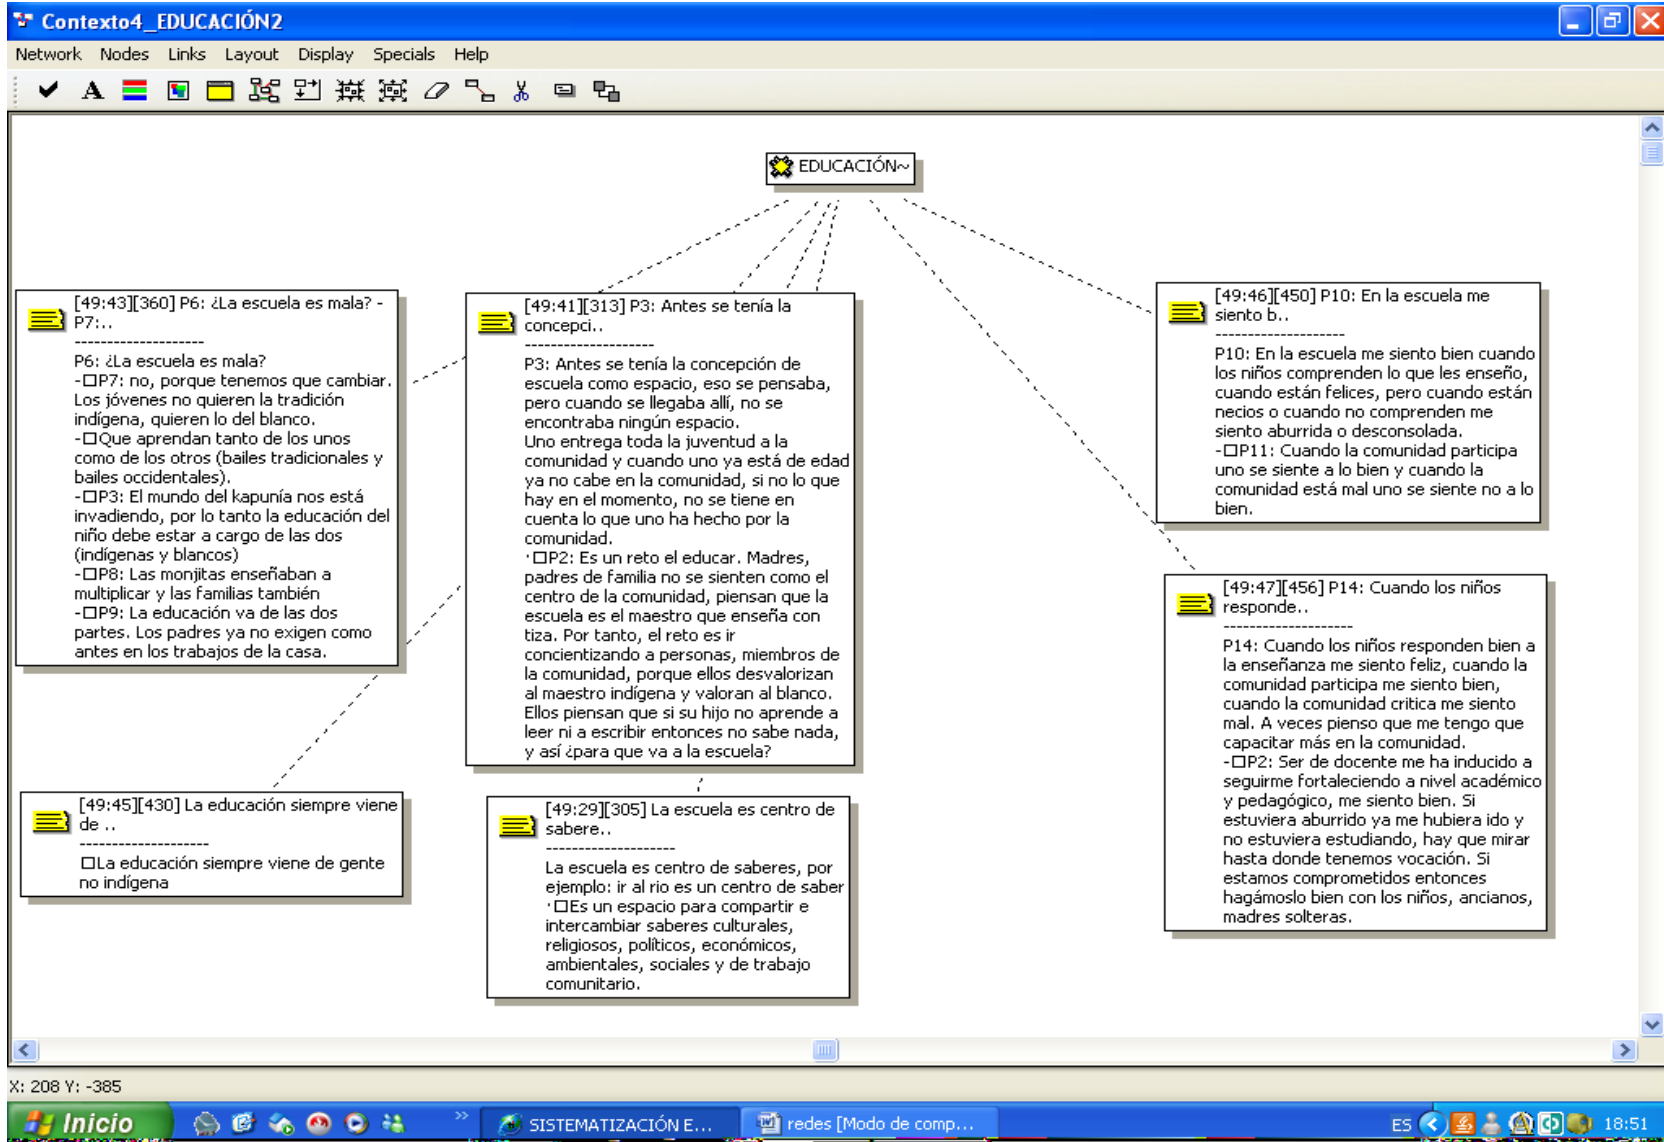 Contexto4_EDUCACIÓN2
Network Nodes Links Layout Display Specials Help
EDUCACIÓN~
[49:43][360] P6: ¿La escuela es mala? -
P7:..
--------------------
P6: ¿La escuela es mala?
-□P7: no, porque tenemos que cambiar.
Los jóvenes no quieren la tradición
indígena, quieren lo del blanco.
-□Que aprendan tanto de los unos
como de los otros (bailes tradicionales y
bailes occidentales).
-□P3: El mundo del kapunía nos está
invadiendo, por lo tanto la educación del
niño debe estar a cargo de las dos
(indígenas y blancos)
-□P8: Las monjitas enseñaban a
multiplicar y las familias también
-□P9: La educación va de las dos
partes. Los padres ya no exigen como
antes en los trabajos de la casa.
[49:41][313] P3: Antes se tenía la
concepci..
--------------------
P3: Antes se tenía la concepción de
escuela como espacio, eso se pensaba,
pero cuando se llegaba allí, no se
encontraba ningún espacio.
Uno entrega toda la juventud a la
comunidad y cuando uno ya está de edad
ya no cabe en la comunidad, si no lo que
hay en el momento, no se tiene en
cuenta lo que uno ha hecho por la
comunidad.
·□P2: Es un reto el educar. Madres,
padres de familia no se sienten como el
centro de la comunidad, piensan que la
escuela es el maestro que enseña con
tiza. Por tanto, el reto es ir
concientizando a personas, miembros de
la comunidad, porque ellos desvalorizan
al maestro indígena y valoran al blanco.
Ellos piensan que si su hijo no aprende a
leer ni a escribir entonces no sabe nada,
y así ¿para que va a la escuela?
[49:46][450] P10: En la escuela me
siento b..
--------------------
P10: En la escuela me siento bien cuando
los niños comprenden lo que les enseño,
cuando están felices, pero cuando están
necios o cuando no comprenden me
siento aburrida o desconsolada.
-□P11: Cuando la comunidad participa
uno se siente a lo bien y cuando la
comunidad está mal uno se siente no a lo
bien.
[49:47][456] P14: Cuando los niños
responde..
--------------------
P14: Cuando los niños responden bien a
la enseñanza me siento feliz, cuando la
comunidad participa me siento bien,
cuando la comunidad critica me siento
mal. A veces pienso que me tengo que
capacitar más en la comunidad.
-□P2: Ser de docente me ha inducido a
seguirme fortaleciendo a nivel académico
y pedagógico, me siento bien. Si
estuviera aburrido ya me hubiera ido y
no estuviera estudiando, hay que mirar
hasta donde tenemos vocación. Si
estamos comprometidos entonces
hagámoslo bien con los niños, ancianos,
madres solteras.
[49:45][430] La educación siempre viene
de ..
--------------------
□La educación siempre viene de gente
no indígena
[49:29][305] La escuela es centro de
sabere..
--------------------
La escuela es centro de saberes, por
ejemplo: ir al rio es un centro de saber
·□Es un espacio para compartir e
intercambiar saberes culturales,
religiosos, políticos, económicos,
ambientales, sociales y de trabajo
comunitario.
X: 208 Y: -385
Inicio
SISTEMATIZACIÓN E...
redes [Modo de comp...
ES
18:51